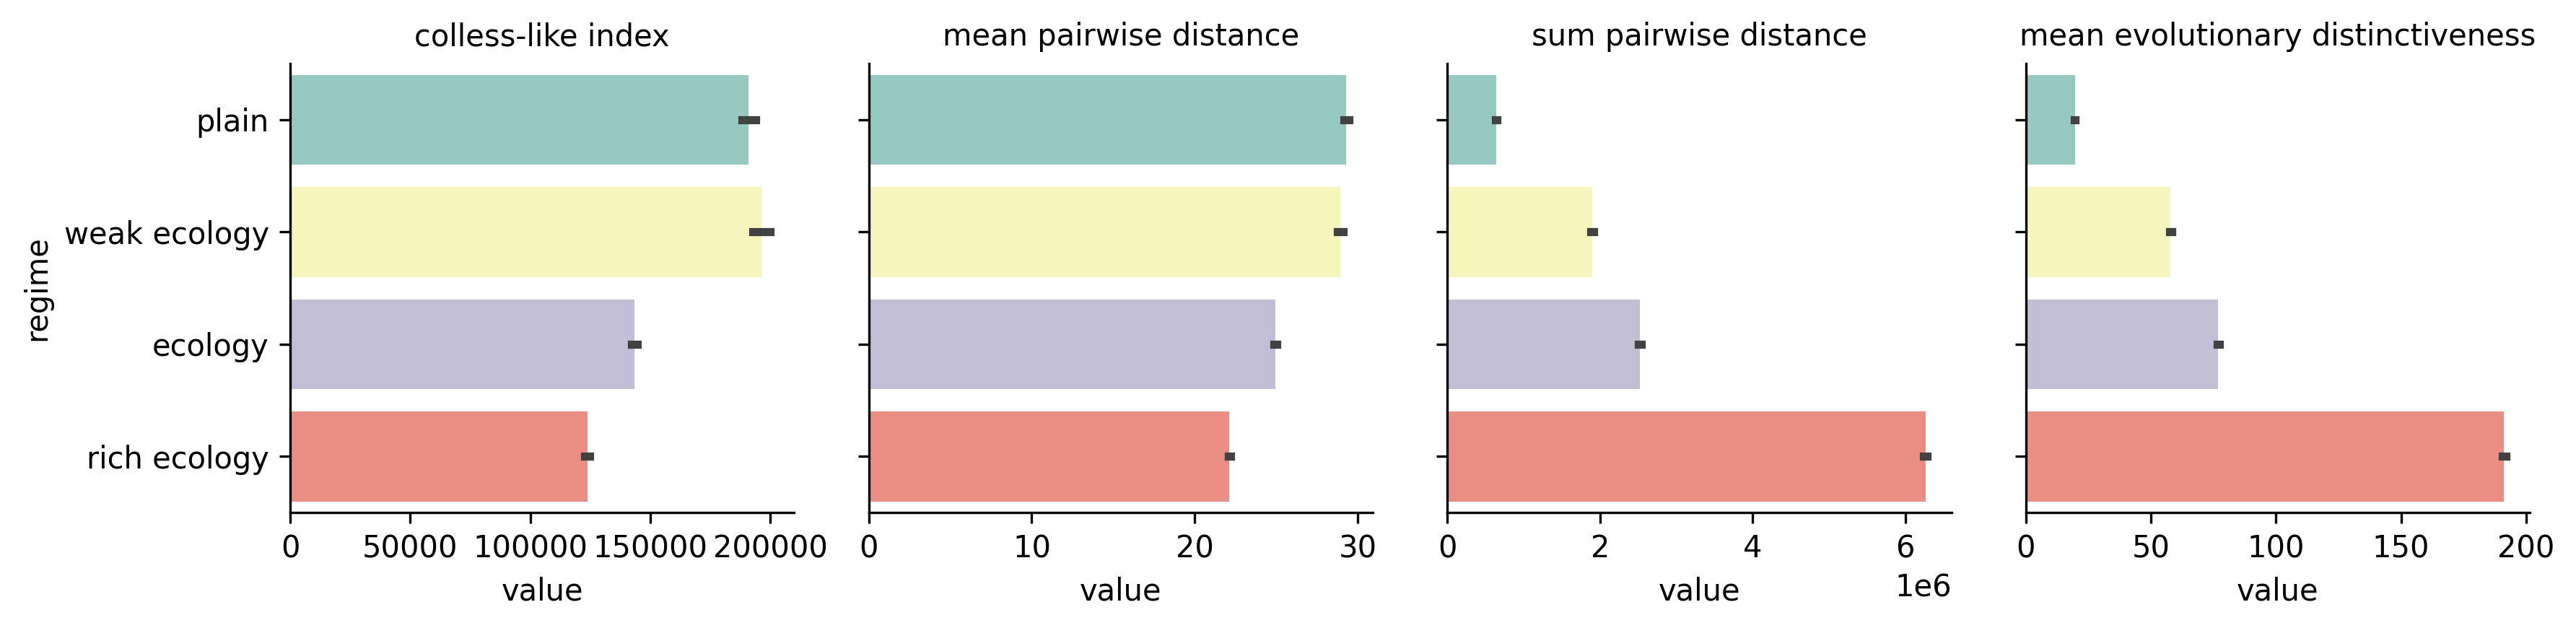 colless-like index
mean pairwise distance
sum pairwise distance
mean evolutionary distinctiveness
regime
plain
weak ecology
ecology
rich ecology
0 50000 100000 150000 200000
0 10 20 30
0 2 4 6
1e6
0 50 100 150 200
value
value
value
value